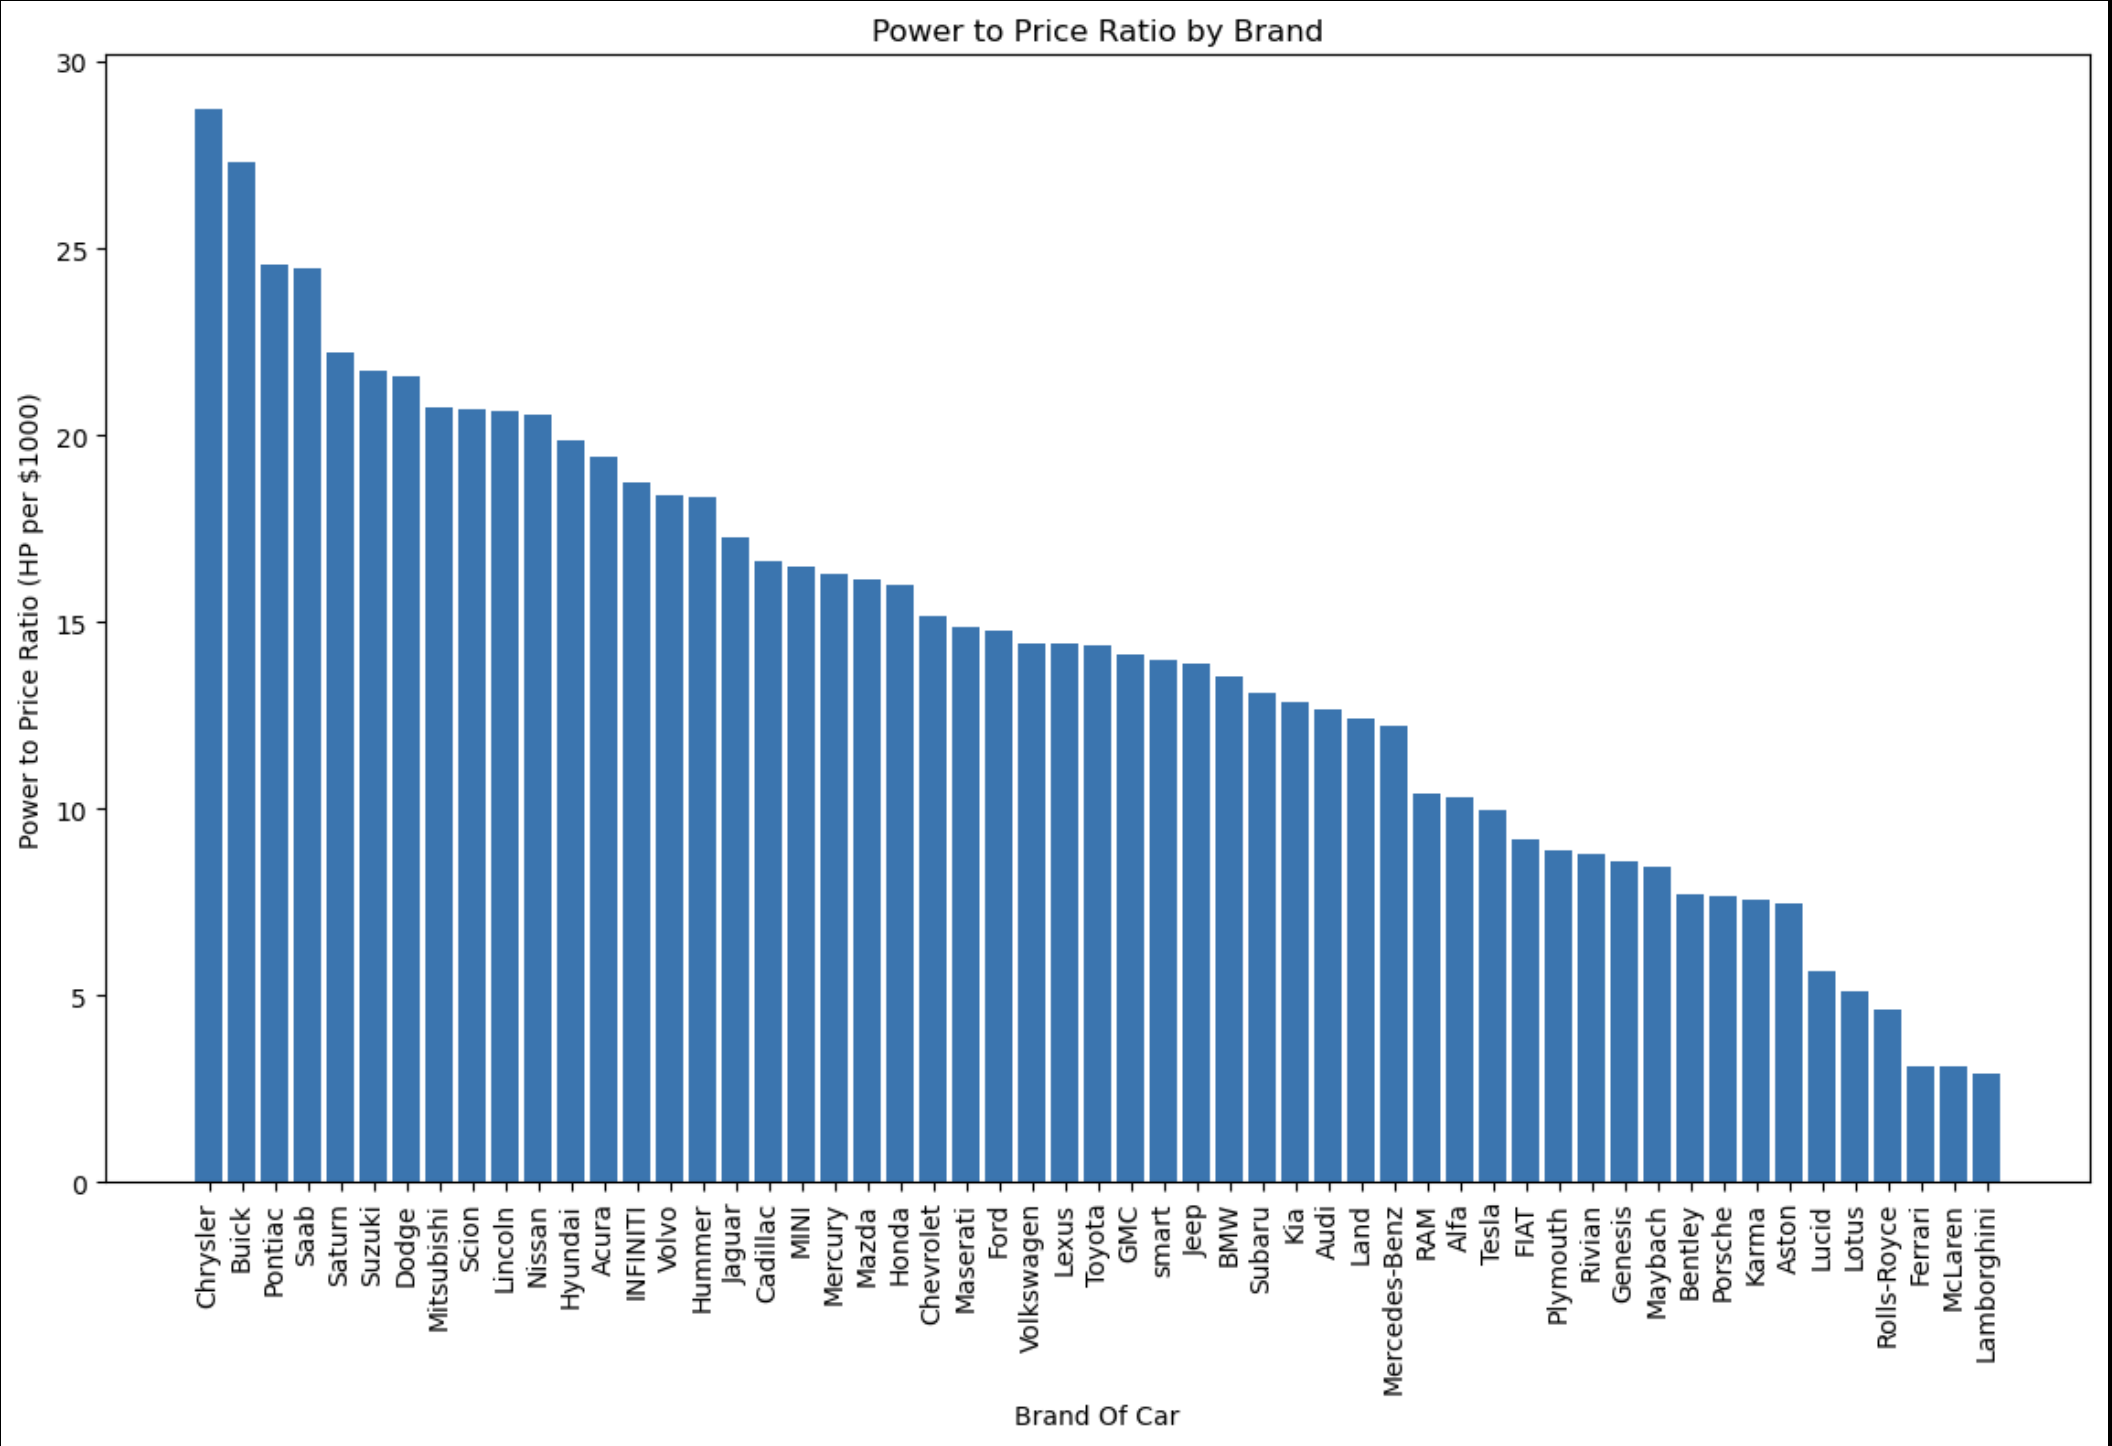 Power to Price Ratio by Brand
Power to Price Ratio (HP per $1000)
30
25
20
15
10
5
0
Chrysler
Buick
Pontiac
Saab
Saturn
Suzuki
Dodge
Mitsubishi
Scion
Lincoln
Nissan
Hyundai
Acura
INFINITI
Volvo
Hummer
Jaguar
Cadillac
MINI
Mercury
Mazda
Honda
Chevrolet
Maserati
Ford
Volkswagen
Lexus
Toyota
GMC
smart
Jeep
BMW
Subaru
Kia
Audi
Land
Mercedes-Benz
RAM
Alfa
Tesla
FIAT
Plymouth
Rivian
Genesis
Maybach
Bentley
Porsche
Karma
Aston
Lucid
Lotus
Rolls-Royce
Ferrari
McLaren
Lamborghini
Brand Of Car